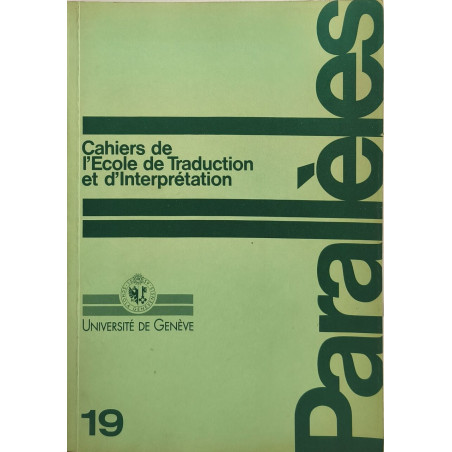 Cahiers de
l'Ecole de Traduction
et d'Interprétation
Parallèles
UNIVERSITÉ DE GENÈVE
19